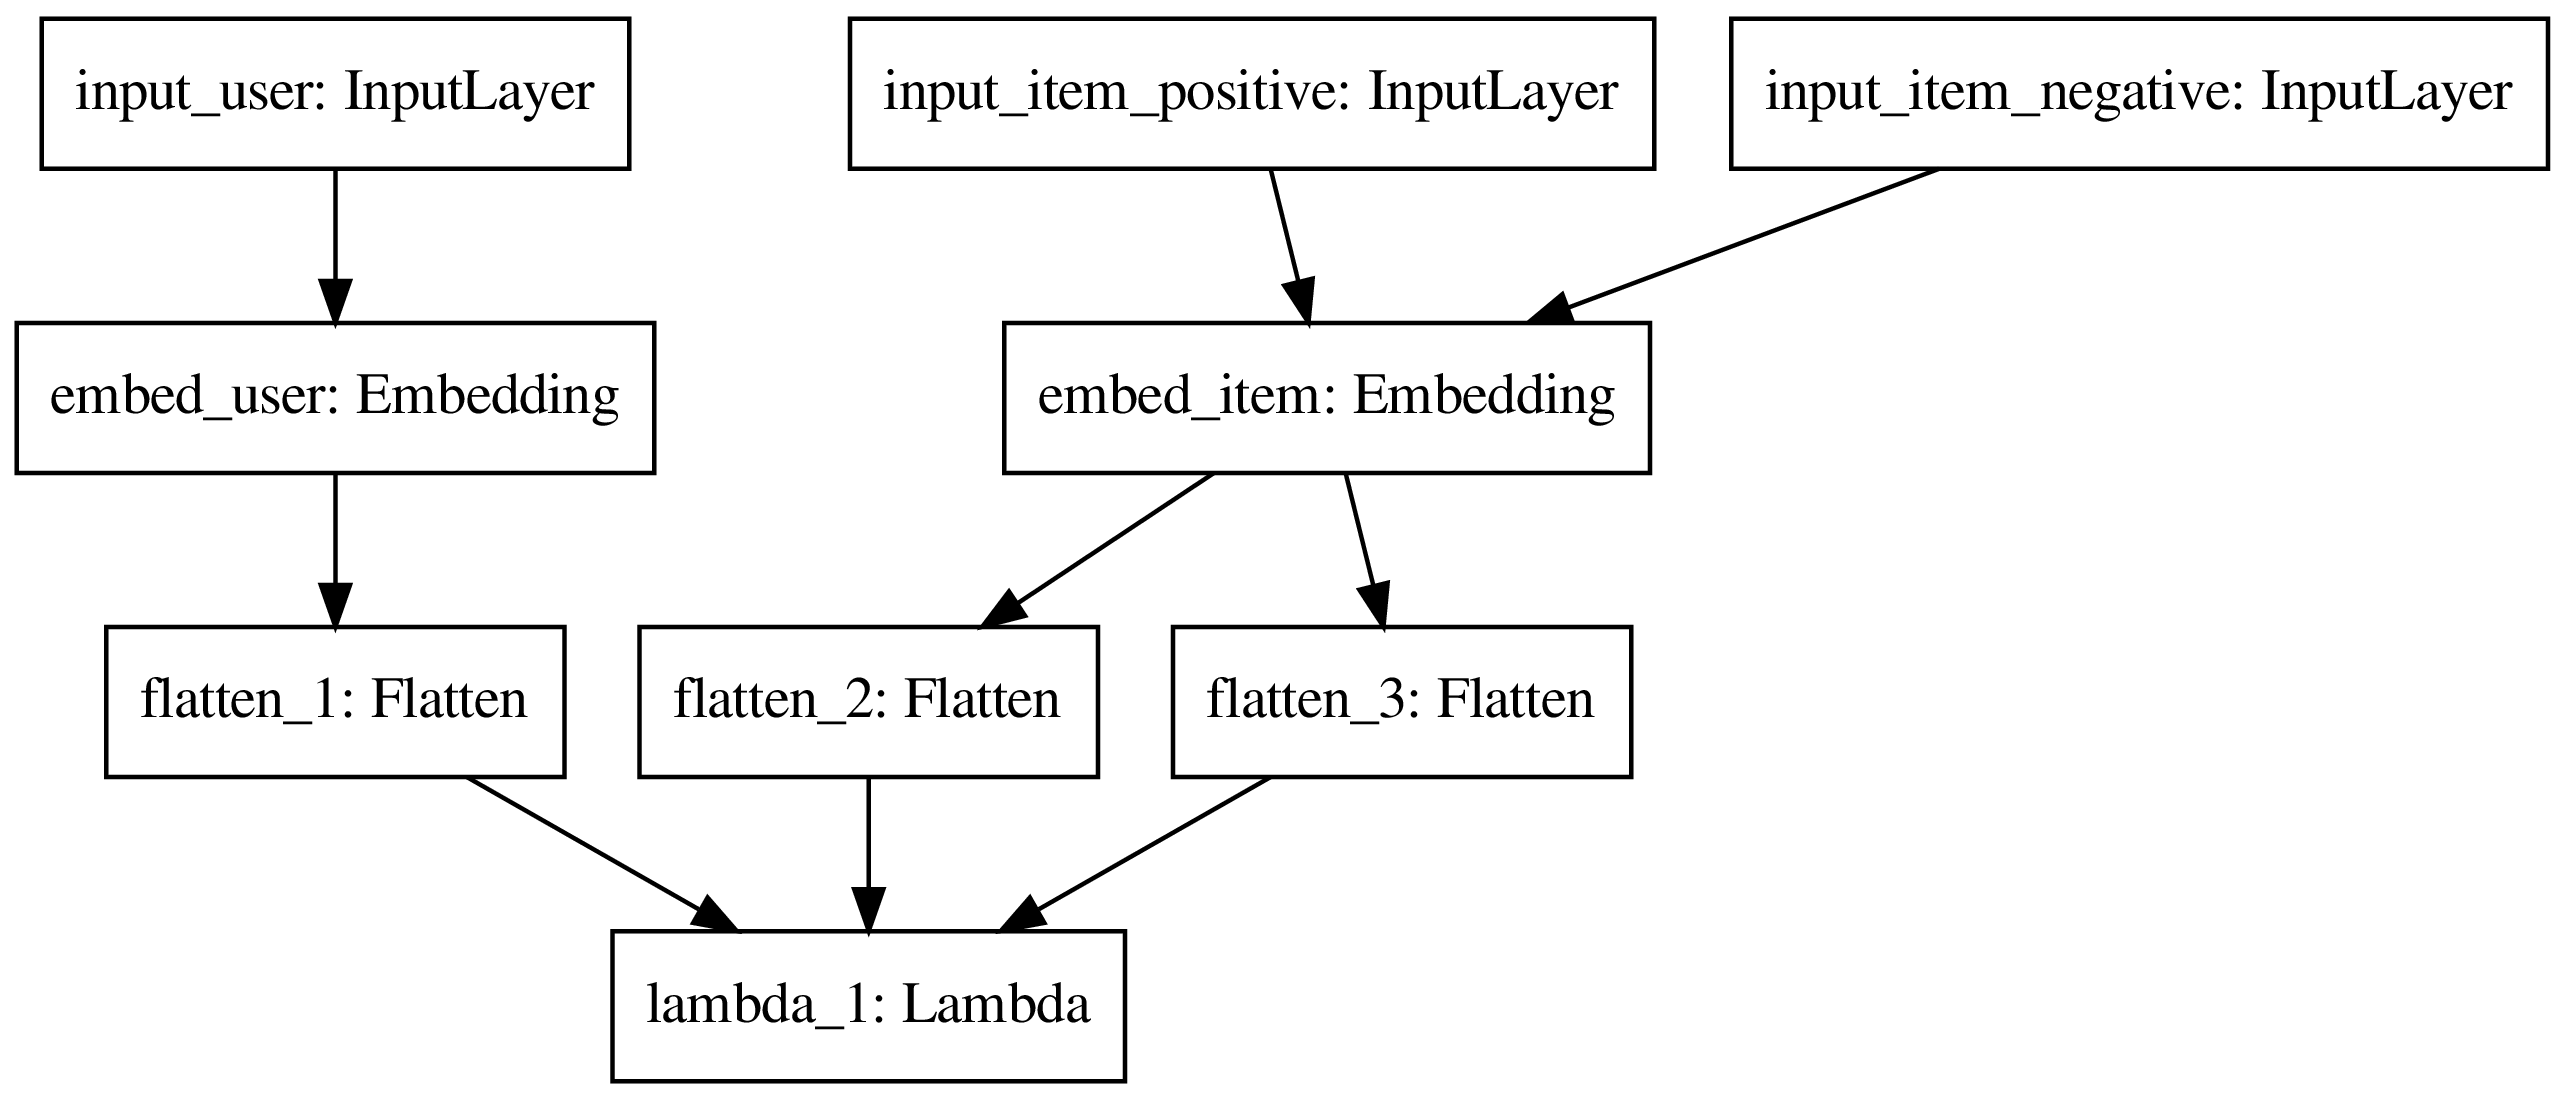 input_user: InputLayer
input_item_positive: InputLayer
input_item_negative: InputLayer
embed_user: Embedding
embed_item: Embedding
flatten_1: Flatten
flatten_2: Flatten
flatten_3: Flatten
lambda_1: Lambda